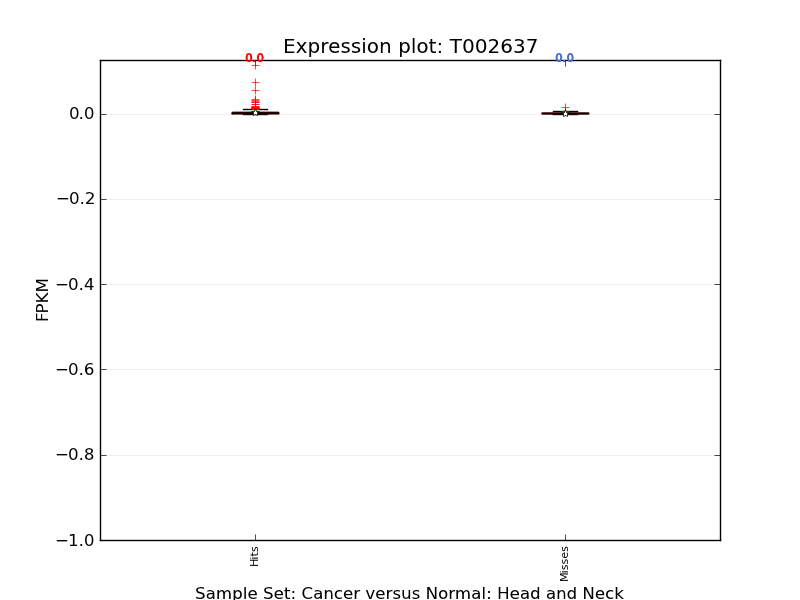 Expression plot: T002637
0.0 0.0
0.0
−0.2
−0.4
−0.6
−0.8
−1.0
FPKM
Hits
Misses
Sample Set: Cancer versus Normal: Head and Neck